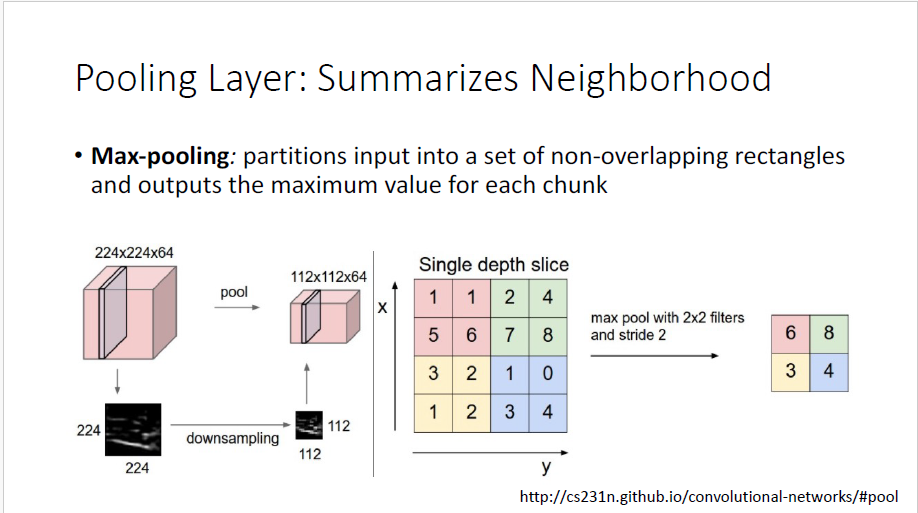 Pooling Layer: Summarizes Neighborhood
• Max-pooling: partitions input into a set of non-overlapping rectangles
and outputs the maximum value for each chunk
224x224x64
pool
112x112x64
224
224
downsampling
112
112
Single depth slice
x
1 1 2 4
5 6 7 8
3 2 1 0
1 2 3 4
y
max pool with 2x2 filters
and stride 2
6 8
3 4
http://cs231n.github.io/convolutional-networks/#pool